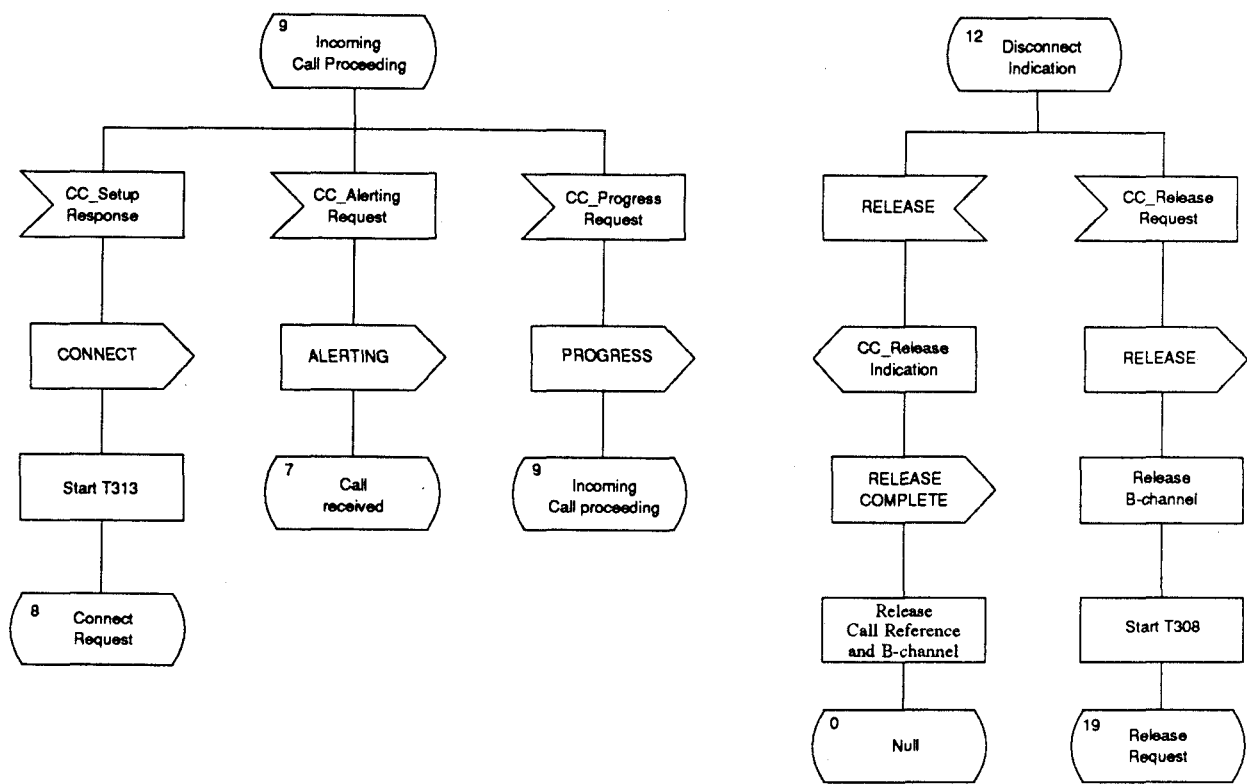 9
Incoming
Call Proceeding
CC_Setup
Response
CONNECT
Start T313
8
Connect
Request
CC_Alerting
Request
ALERTING
7
Call
received
CC_Progress
Request
PROGRESS
9
Incoming
Call proceeding
12
Disconnect
Indication
RELEASE
CC_Release
Indication
RELEASE
COMPLETE
Release
Call Reference
and B-channel
0
Null
CC_Release
Request
RELEASE
Release
B-channel
Start T308
19
Release
Request